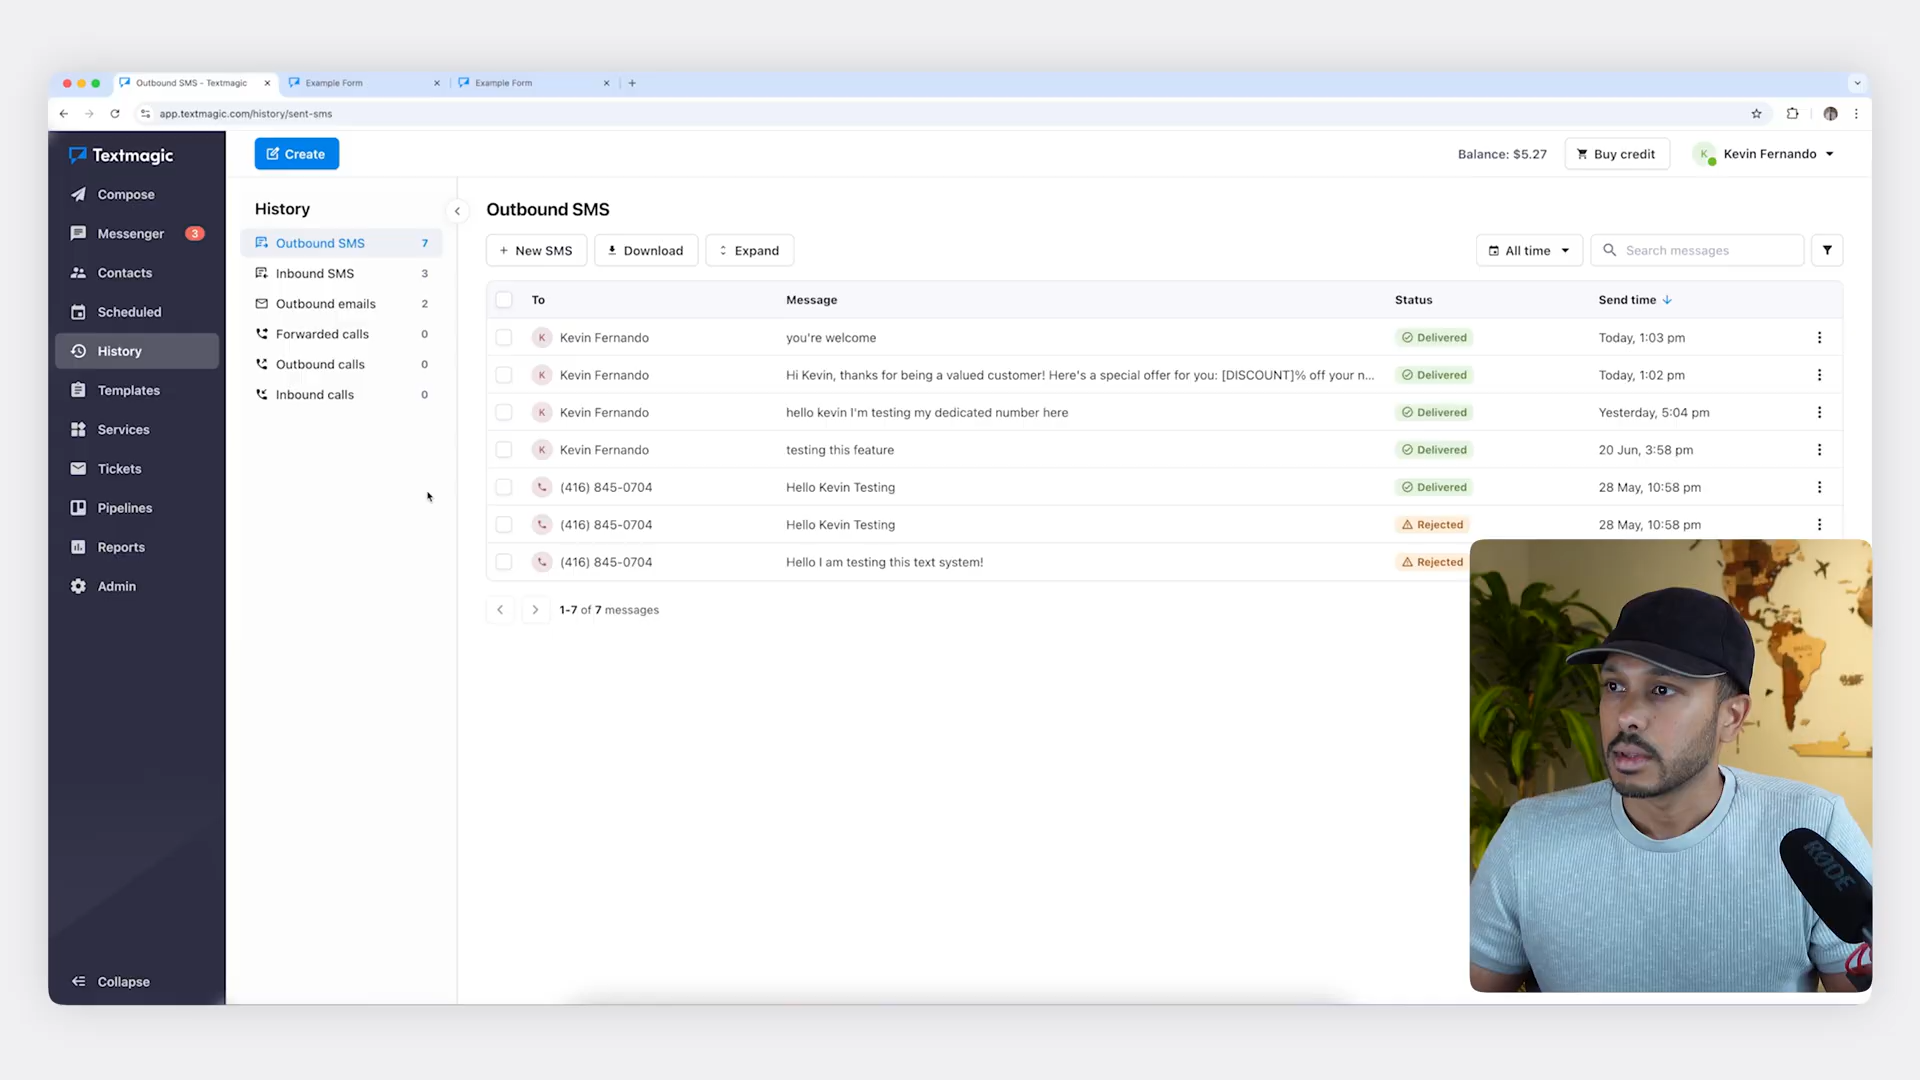 Outbound SMS - Textmagic
Example Form
Example Form
app.textmagic.com/history/sent-sms
Textmagic
Create
Balance: $5.27
Buy credit
K
Kevin Fernando
Compose
Messenger 3
Contacts
Scheduled
History
Templates
Services
Tickets
Pipelines
Reports
Admin
Collapse
History
Outbound SMS 7
Inbound SMS 3
Outbound emails 2
Forwarded calls 0
Outbound calls 0
Inbound calls 0
Outbound SMS
+ New SMS
Download
Expand
All time
Search messages
To Message Status Send time
K Kevin Fernando you're welcome Delivered Today, 1:03 pm
K Kevin Fernando Hi Kevin, thanks for being a valued customer! Here's a special offer for you: [DISCOUNT]% off your n... Delivered Today, 1:02 pm
K Kevin Fernando hello kevin I'm testing my dedicated number here Delivered Yesterday, 5:04 pm
K Kevin Fernando testing this feature Delivered 20 Jun, 3:58 pm
(416) 845-0704 Hello Kevin Testing Delivered 28 May, 10:58 pm
(416) 845-0704 Hello Kevin Testing Rejected 28 May, 10:58 pm
(416) 845-0704 Hello I am testing this text system! Rejected
1-7 of 7 messages
BRASIL
RØDE